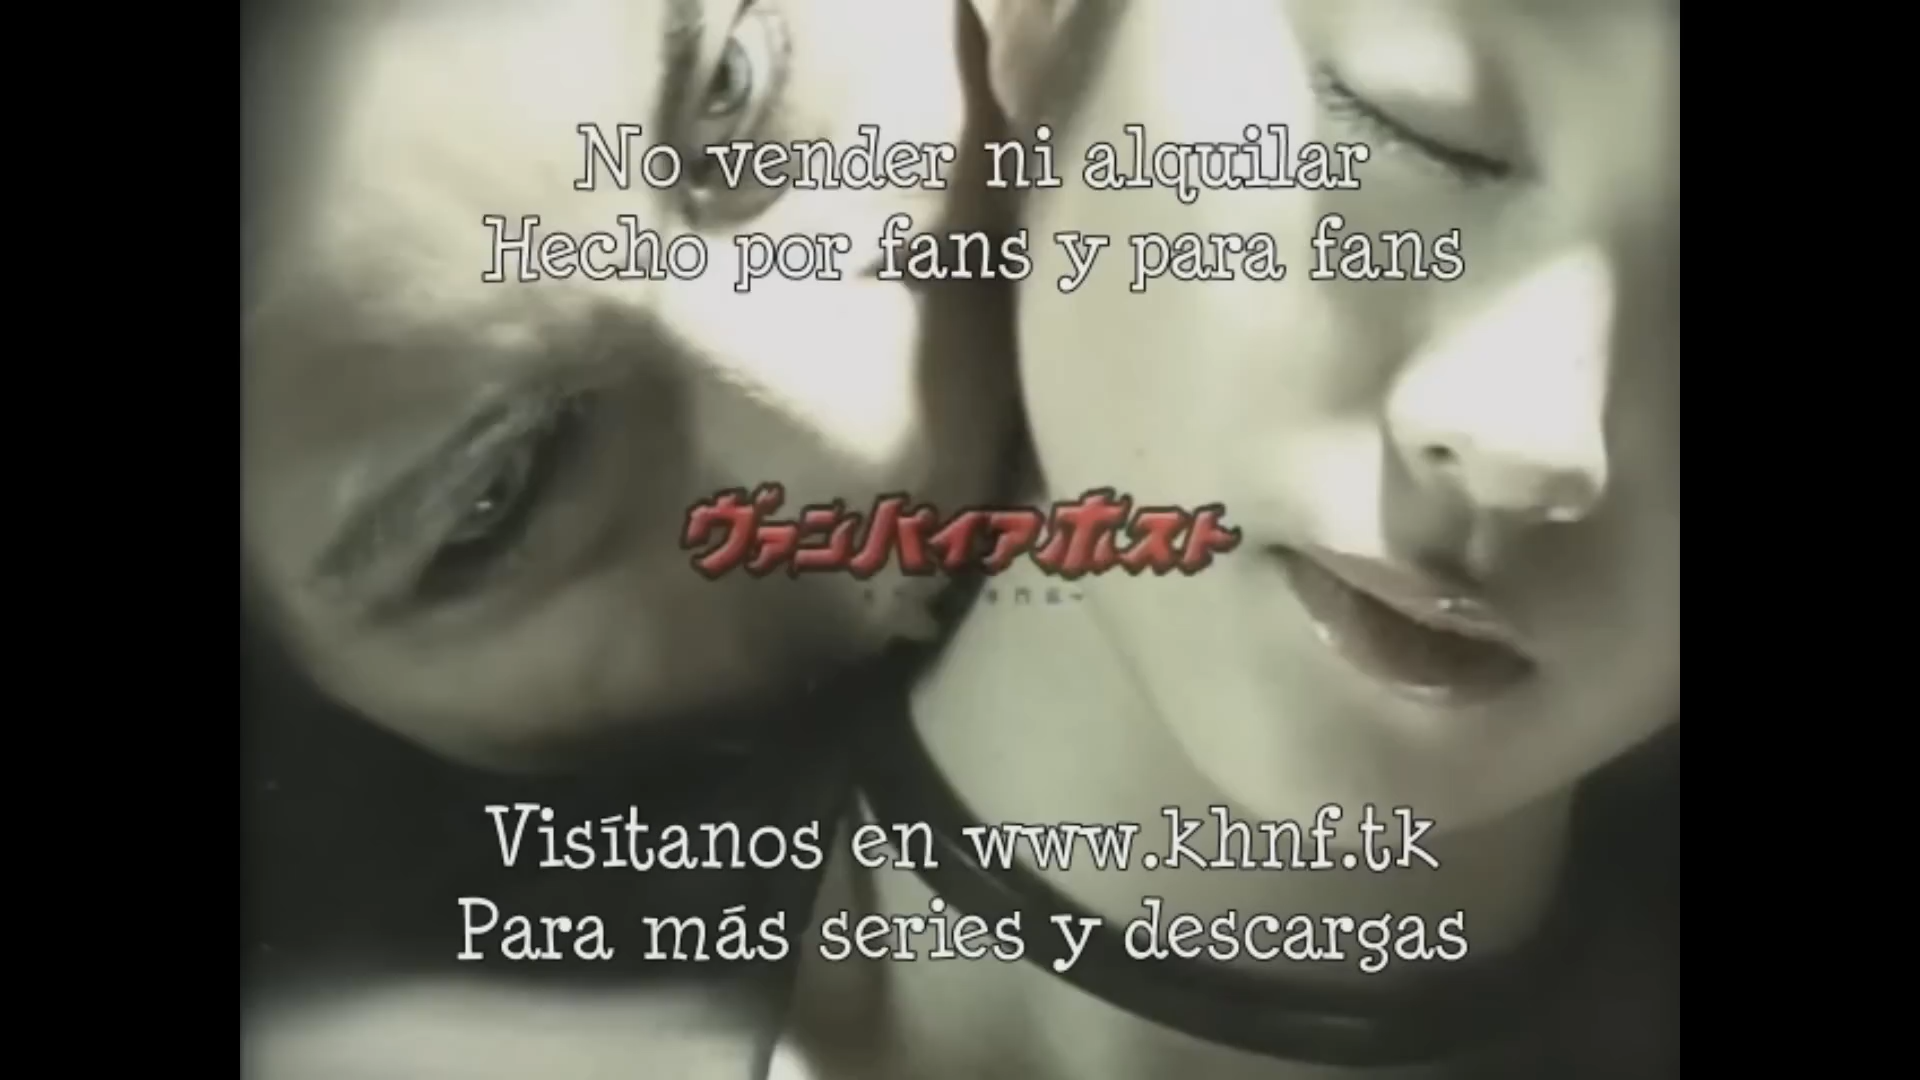 No vender ni alquilar
Hecho por fans y para fans
ヴァンパイアホスト
Visítanos en www.khnf.tk
Para más series y descargas